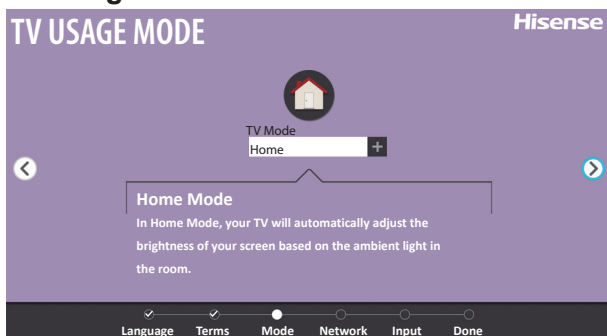 TV USAGE MODE
Hisense
TV Mode
Home
Home Mode
In Home Mode, your TV will automatically adjust the
brightness of your screen based on the ambient light in
the room.
Language Terms Mode Network Input Done